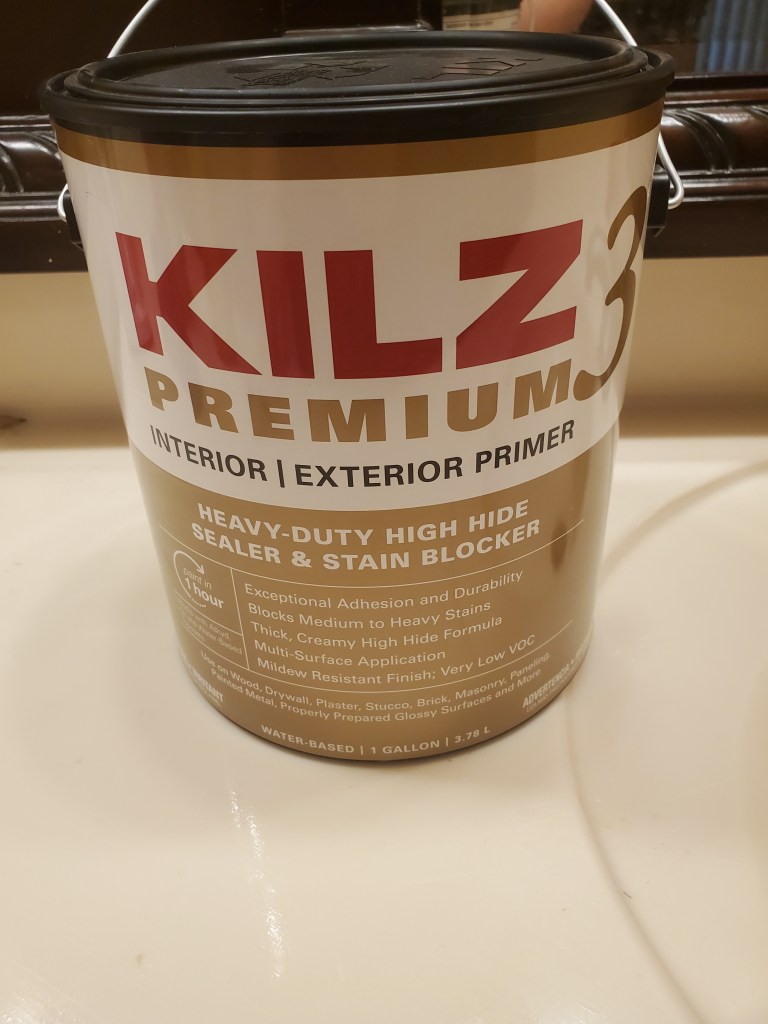 KILZ 3
PREMIUM
INTERIOR | EXTERIOR PRIMER
HEAVY-DUTY HIGH HIDE
SEALER & STAIN BLOCKER
paint in
1 hour
Exceptional Adhesion and Durability
Blocks Medium to Heavy Stains
Thick, Creamy High Hide Formula
Multi-Surface Application
Mildew Resistant Finish; Very Low VOC
Use on Wood, Drywall, Plaster, Stucco, Brick, Masonry, Paneling,
Painted Metal, Properly Prepared Glossy Surfaces and More
WATER-BASED | 1 GALLON | 3.78 L